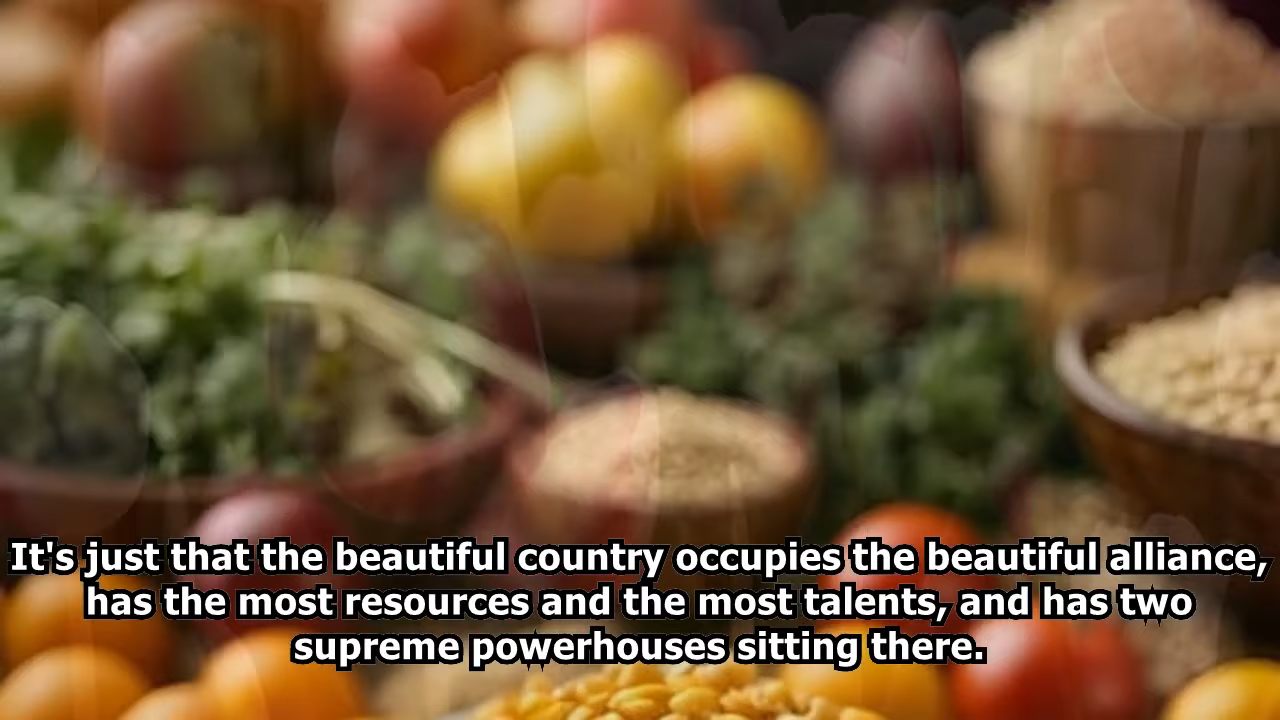 It's just that the beautiful country occupies the beautiful alliance,
has the most resources and the most talents, and has two
supreme powerhouses sitting there.